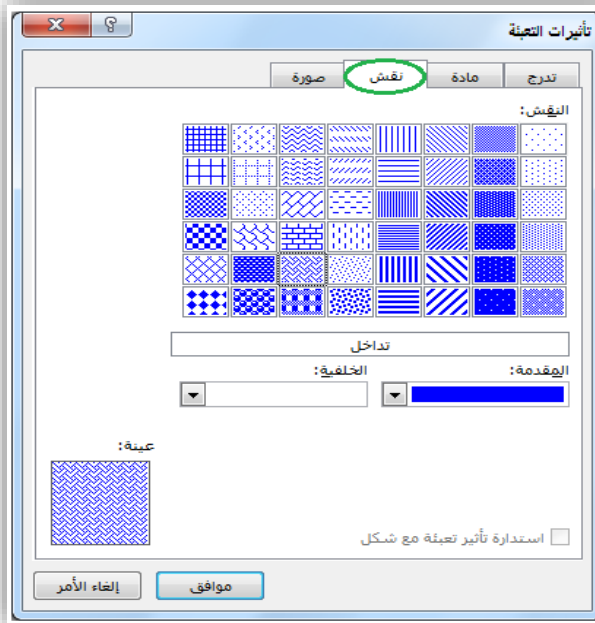 تأثيرات التعبئة
تدرج مادة نقش صورة
النقش:
تداخل
المقدمة: الخلفية:
عينة:
استدارة تأثير تعبئة مع شكل
موافق إلغاء الأمر